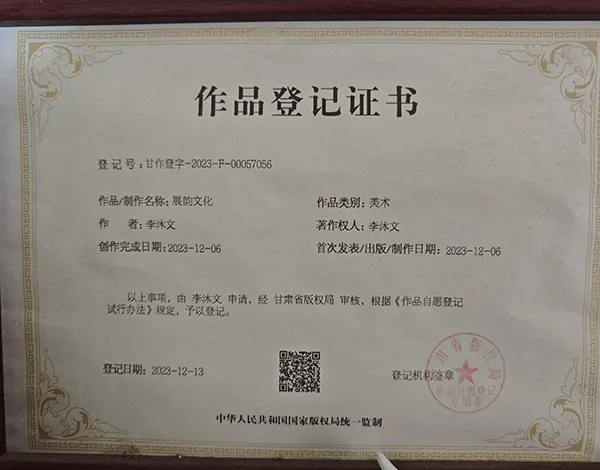 作品登记证书
登记号：甘作登字-2023-F-00057056
作品/制作名称：展韵文化 作品类别：美术
作者：李沐文 著作权人：李沐文
创作完成日期：2023-12-06 首次发表/出版/制作日期：2023-12-06
以上事项，由 李沐文 申请，经 甘肃省版权局 审核，根据《作品自愿登记
试行办法》规定，予以登记。
登记日期：2023-12-13 登记机构签章
中华人民共和国国家版权局统一监制